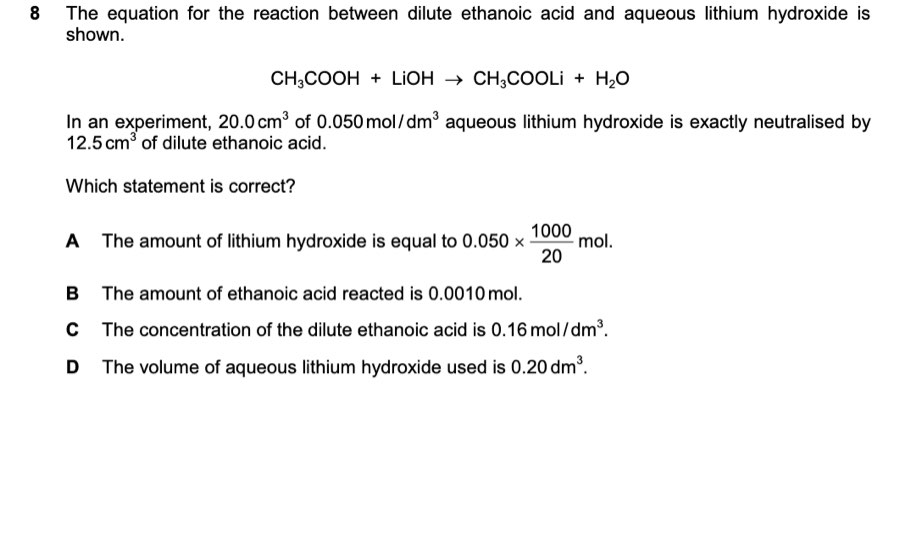 8 The equation for the reaction between dilute ethanoic acid and aqueous lithium hydroxide is
shown.
CH₃COOH + LiOH → CH₃COOLi + H₂O
In an experiment, 20.0 cm³ of 0.050 mol/dm³ aqueous lithium hydroxide is exactly neutralised by
12.5 cm³ of dilute ethanoic acid.
Which statement is correct?
A The amount of lithium hydroxide is equal to 0.050 × 1000/20 mol.
B The amount of ethanoic acid reacted is 0.0010 mol.
C The concentration of the dilute ethanoic acid is 0.16 mol/dm³.
D The volume of aqueous lithium hydroxide used is 0.20 dm³.